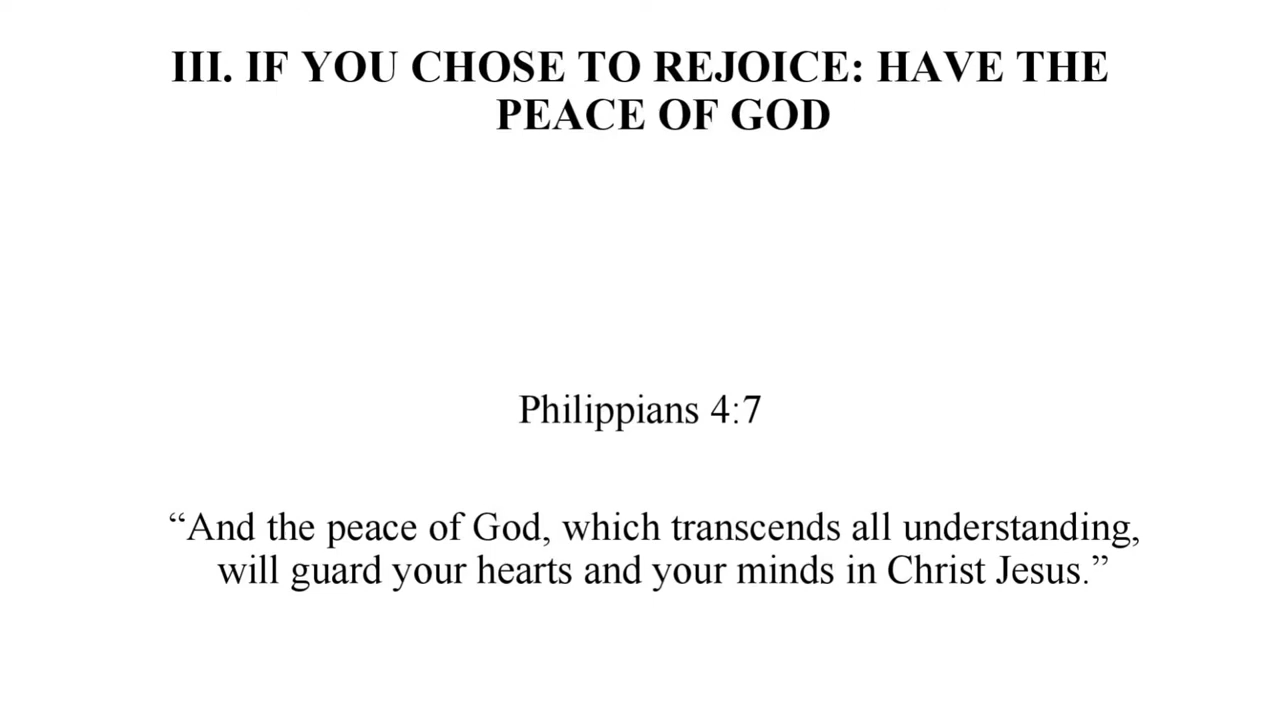 III. IF YOU CHOSE TO REJOICE: HAVE THE
PEACE OF GOD
Philippians 4:7
“And the peace of God, which transcends all understanding,
will guard your hearts and your minds in Christ Jesus.”